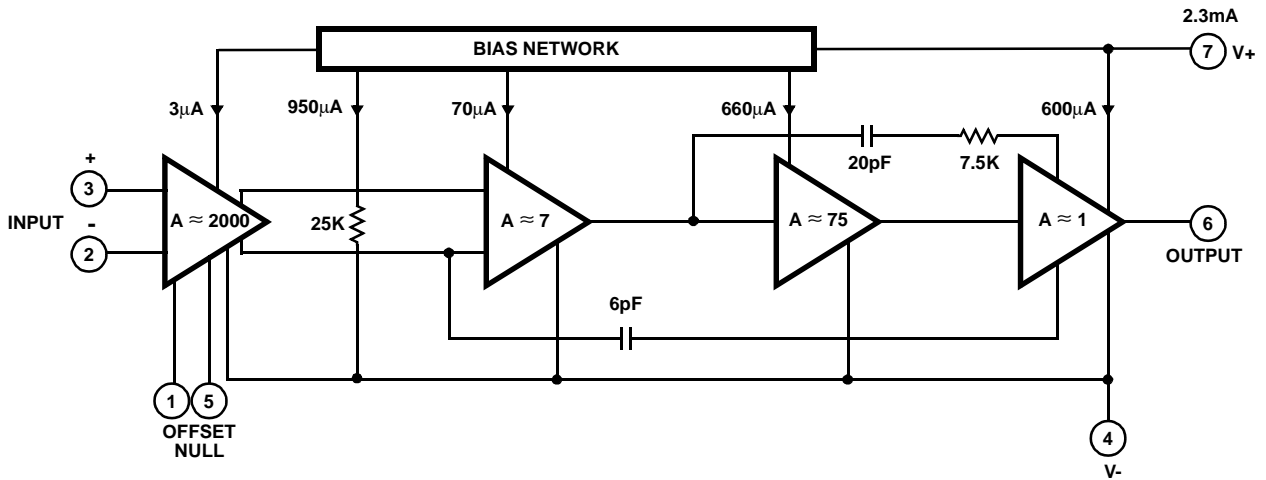 2.3mA
BIAS NETWORK
7 V+
3μA
950μA
70μA
660μA
600μA
+
3
20pF
7.5K
INPUT
-
2
A ≈ 2000
25K
A ≈ 7
A ≈ 75
A ≈ 1
6
OUTPUT
6pF
1 5
OFFSET
NULL
4
V-